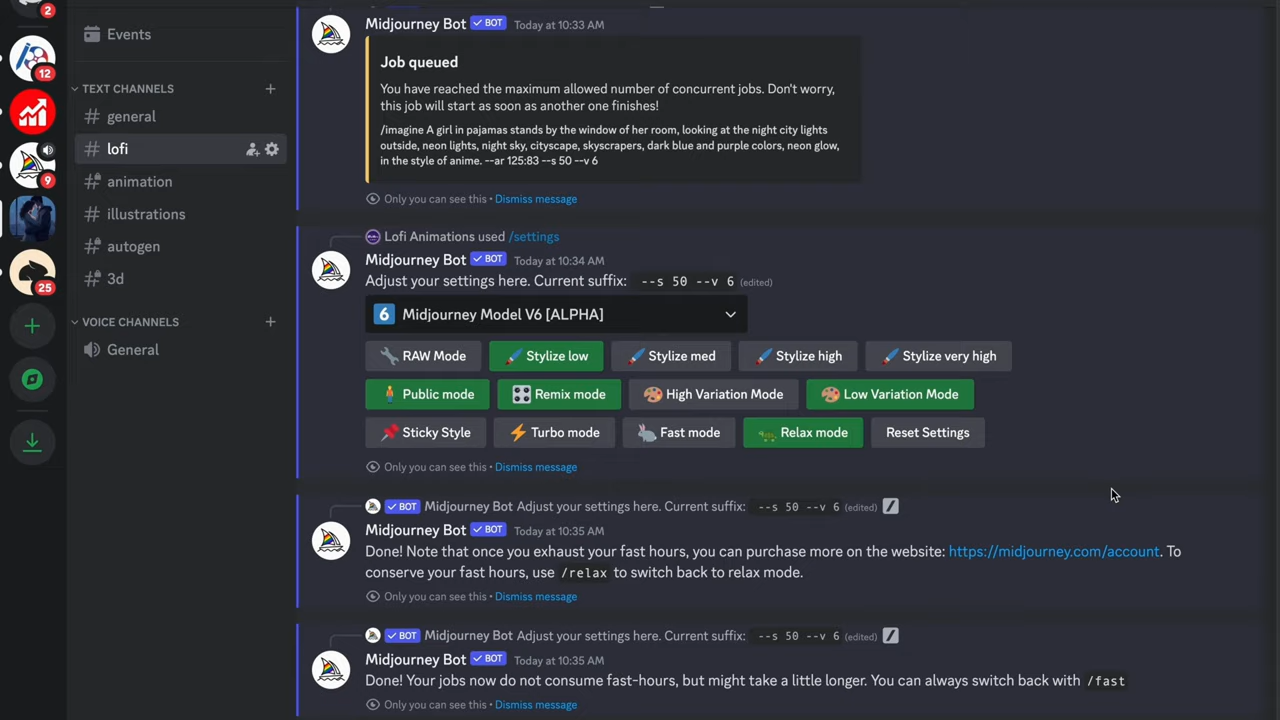 2
12
9
25
Events
TEXT CHANNELS
general
lofi
animation
illustrations
autogen
3d
VOICE CHANNELS
General
Midjourney Bot BOT Today at 10:33 AM
Job queued
You have reached the maximum allowed number of concurrent jobs. Don't worry,
this job will start as soon as another one finishes!
/imagine A girl in pajamas stands by the window of her room, looking at the night city lights
outside, neon lights, night sky, cityscape, skyscrapers, dark blue and purple colors, neon glow,
in the style of anime. --ar 125:83 --s 50 --v 6
Only you can see this • Dismiss message
Lofi Animations used /settings
Midjourney Bot BOT Today at 10:34 AM
Adjust your settings here. Current suffix: --s 50 --v 6 (edited)
6 Midjourney Model V6 [ALPHA]
RAW Mode Stylize low Stylize med Stylize high Stylize very high
Public mode Remix mode High Variation Mode Low Variation Mode
Sticky Style Turbo mode Fast mode Relax mode Reset Settings
Only you can see this • Dismiss message
BOT Midjourney Bot Adjust your settings here. Current suffix: --s 50 --v 6 (edited)
Midjourney Bot BOT Today at 10:35 AM
Done! Note that once you exhaust your fast hours, you can purchase more on the website: https://midjourney.com/account. To
conserve your fast hours, use /relax to switch back to relax mode.
Only you can see this • Dismiss message
BOT Midjourney Bot Adjust your settings here. Current suffix: --s 50 --v 6 (edited)
Midjourney Bot BOT Today at 10:35 AM
Done! Your jobs now do not consume fast-hours, but might take a little longer. You can always switch back with /fast
Only you can see this • Dismiss message